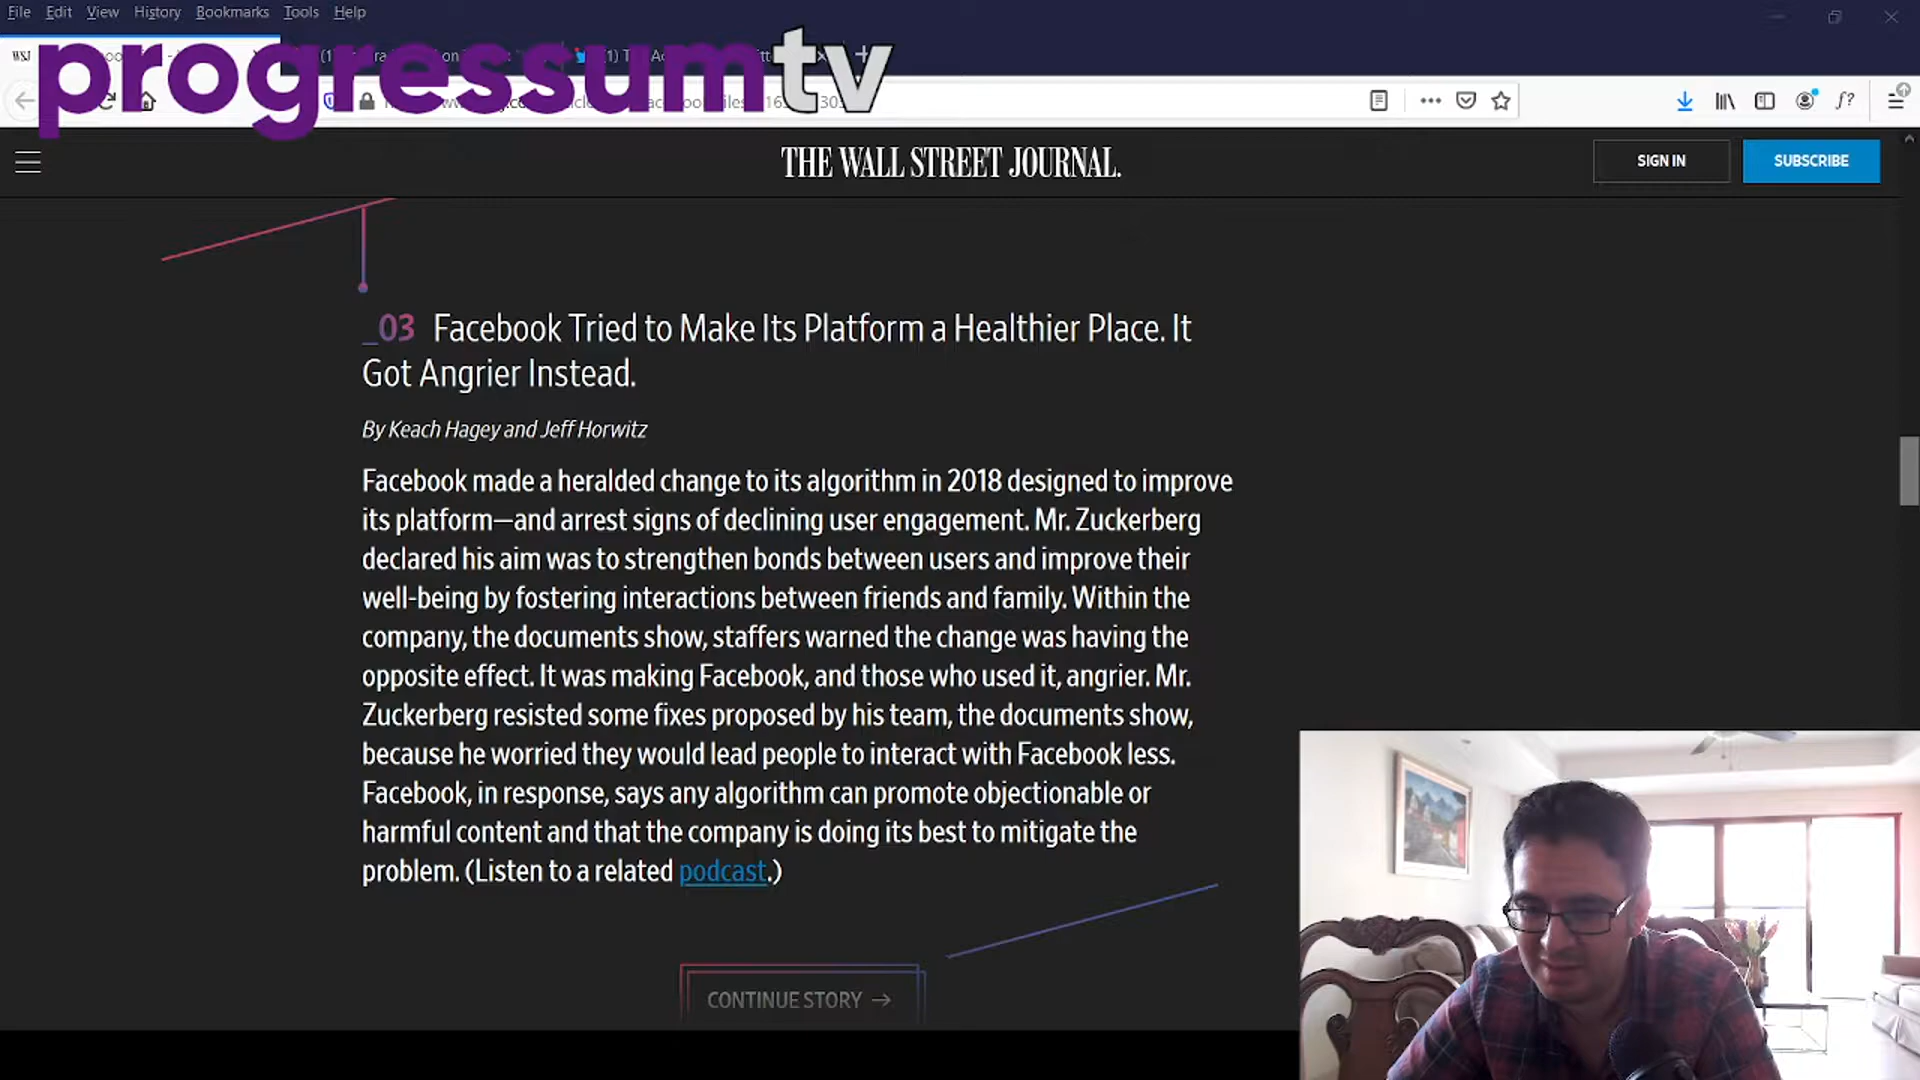 File Edit View History Bookmarks Tools Help
progressumtv
WSJ
THE WALL STREET JOURNAL.
SIGN IN
SUBSCRIBE
_03 Facebook Tried to Make Its Platform a Healthier Place. It
Got Angrier Instead.
By Keach Hagey and Jeff Horwitz
Facebook made a heralded change to its algorithm in 2018 designed to improve
its platform—and arrest signs of declining user engagement. Mr. Zuckerberg
declared his aim was to strengthen bonds between users and improve their
well-being by fostering interactions between friends and family. Within the
company, the documents show, staffers warned the change was having the
opposite effect. It was making Facebook, and those who used it, angrier. Mr.
Zuckerberg resisted some fixes proposed by his team, the documents show,
because he worried they would lead people to interact with Facebook less.
Facebook, in response, says any algorithm can promote objectionable or
harmful content and that the company is doing its best to mitigate the
problem. (Listen to a related podcast.)
CONTINUE STORY →